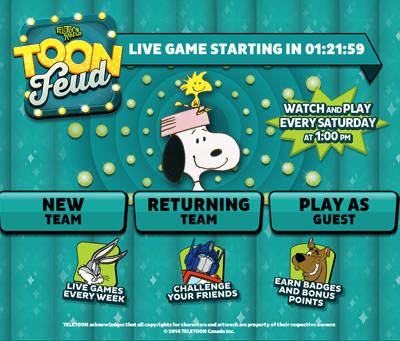 TELETOON
Retro
TOON
Feud
LIVE GAME STARTING IN 01:21:59
WATCH AND PLAY
EVERY SATURDAY
AT 1:00 PM
NEW
TEAM
RETURNING
TEAM
PLAY AS
GUEST
LIVE GAMES
EVERY WEEK
CHALLENGE
YOUR FRIENDS
EARN BADGES
AND BONUS
POINTS
TELETOON acknowledges that all copyrights for characters and artwork are property of their respective owners
© 2014 TELETOON Canada Inc.